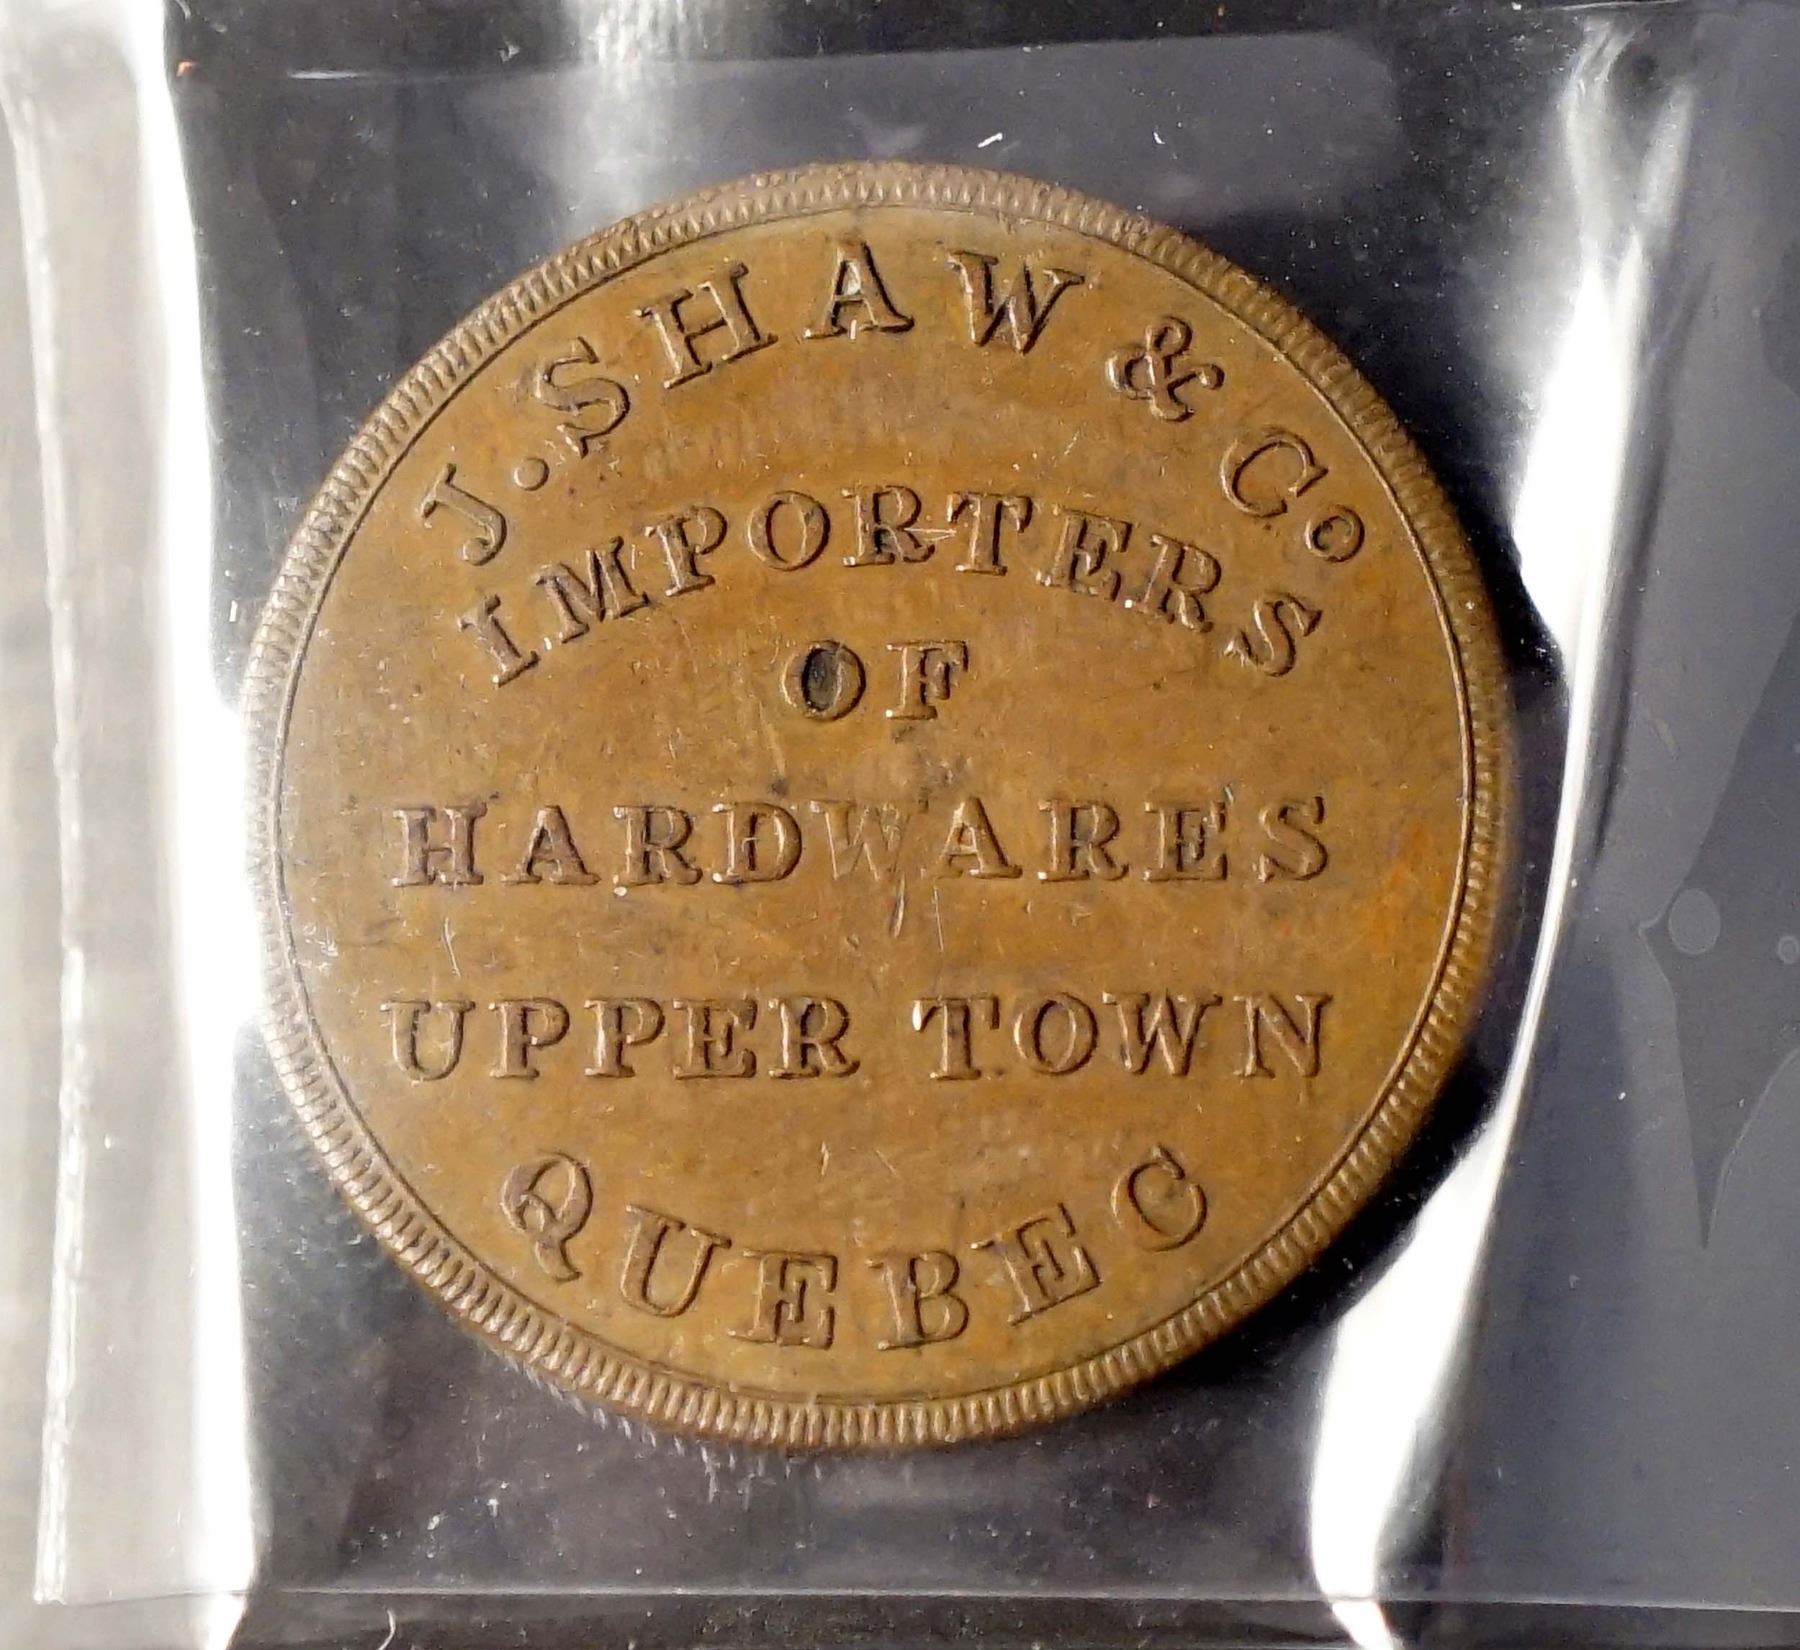 J. SHAW & Co
IMPORTERS
OF
HARDWARES
UPPER TOWN
QUEBEC